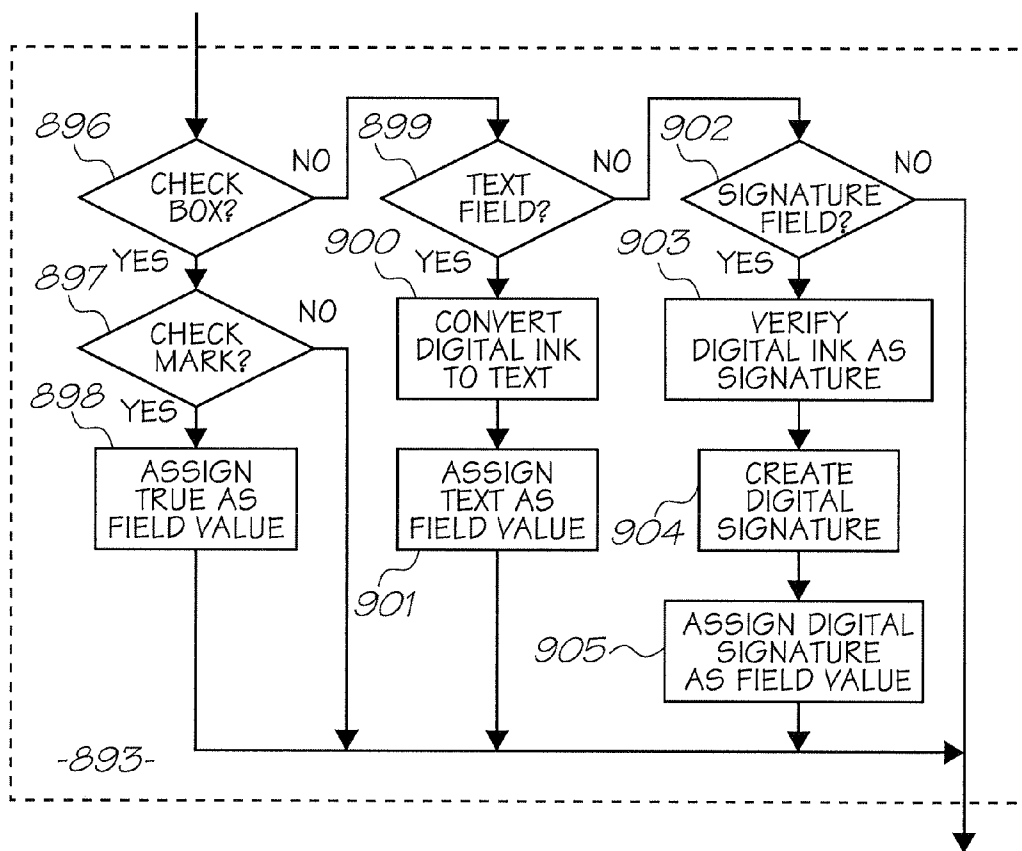 896
CHECK
BOX?
NO
YES
897
CHECK
MARK?
NO
YES
898
ASSIGN
TRUE AS
FIELD VALUE
899
TEXT
FIELD?
NO
YES
900
CONVERT
DIGITAL INK
TO TEXT
ASSIGN
TEXT AS
FIELD VALUE
901
902
SIGNATURE
FIELD?
NO
YES
903
VERIFY
DIGITAL INK AS
SIGNATURE
CREATE
DIGITAL
SIGNATURE
904
ASSIGN DIGITAL
SIGNATURE
AS FIELD VALUE
905
-893-